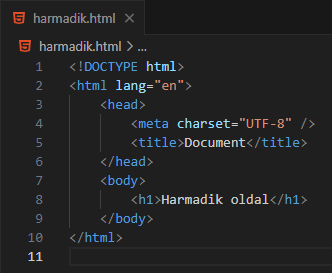 harmadik.html
harmadik.html > ...
1 <!DOCTYPE html>
2 <html lang="en">
3 <head>
4 <meta charset="UTF-8" />
5 <title>Document</title>
6 </head>
7 <body>
8 <h1>Harmadik oldal</h1>
9 </body>
10 </html>
11